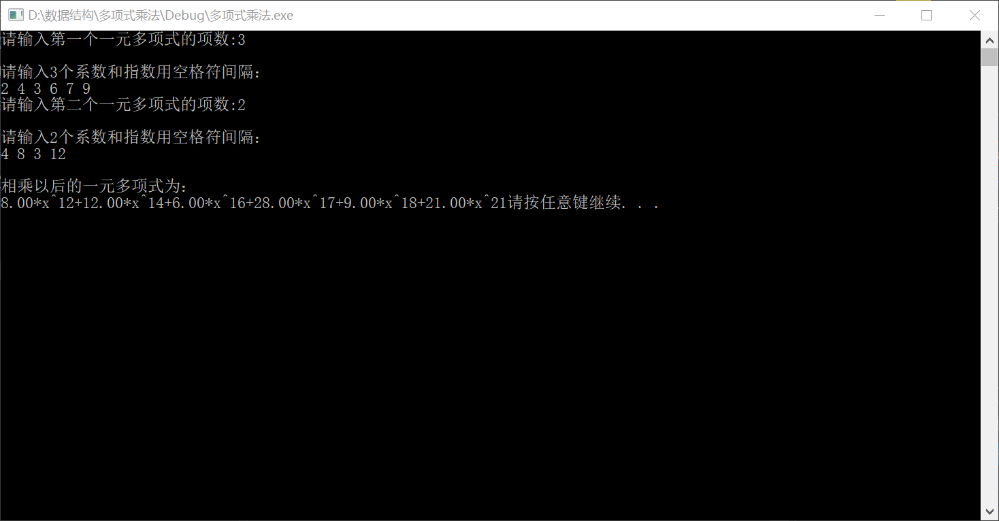 D:\数据结构\多项式乘法\Debug\多项式乘法.exe
请输入第一个一元多项式的项数:3
请输入3个系数和指数用空格符间隔:
2 4 3 6 7 9
请输入第二个一元多项式的项数:2
请输入2个系数和指数用空格符间隔:
4 8 3 12
相乘以后的一元多项式为:
8.00*x^12+12.00*x^14+6.00*x^16+28.00*x^17+9.00*x^18+21.00*x^21请按任意键继续. . .